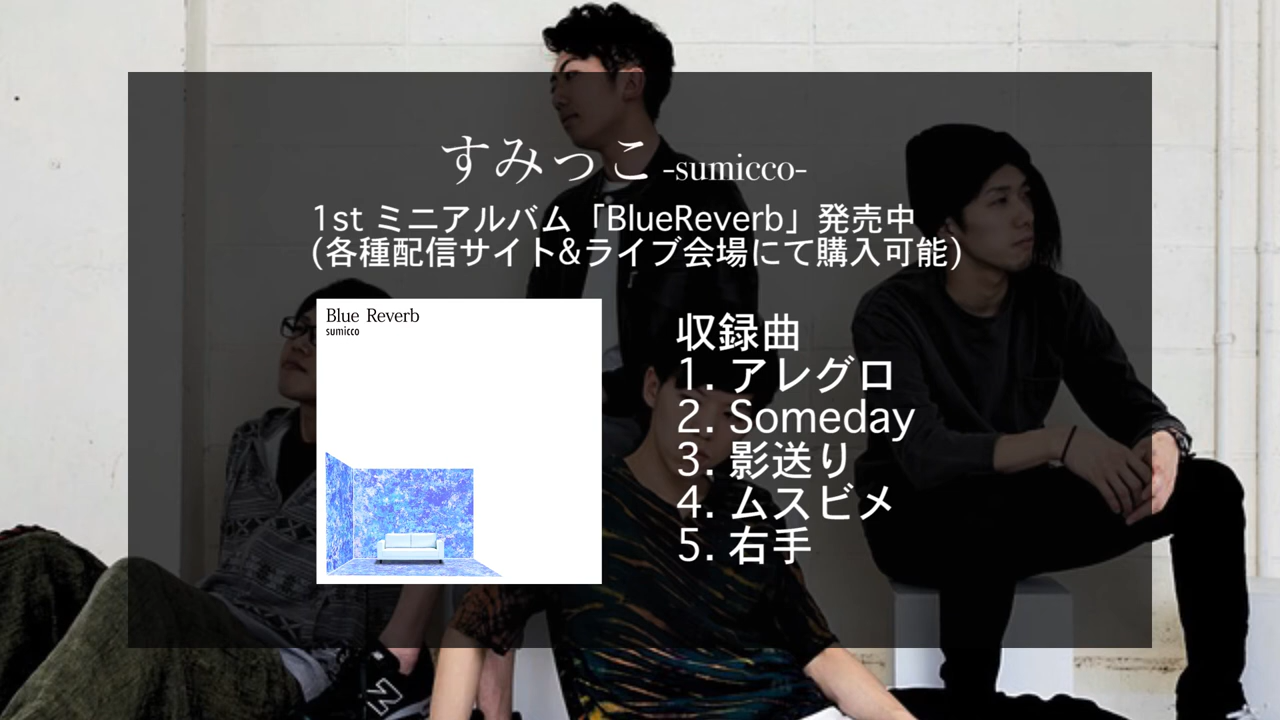 すみっこ -sumicco-
1st ミニアルバム「BlueReverb」発売中
(各種配信サイト&ライブ会場にて購入可能)
Blue Reverb
sumicco
収録曲
1. アレグロ
2. Someday
3. 影送り
4. ムスビメ
5. 右手
N